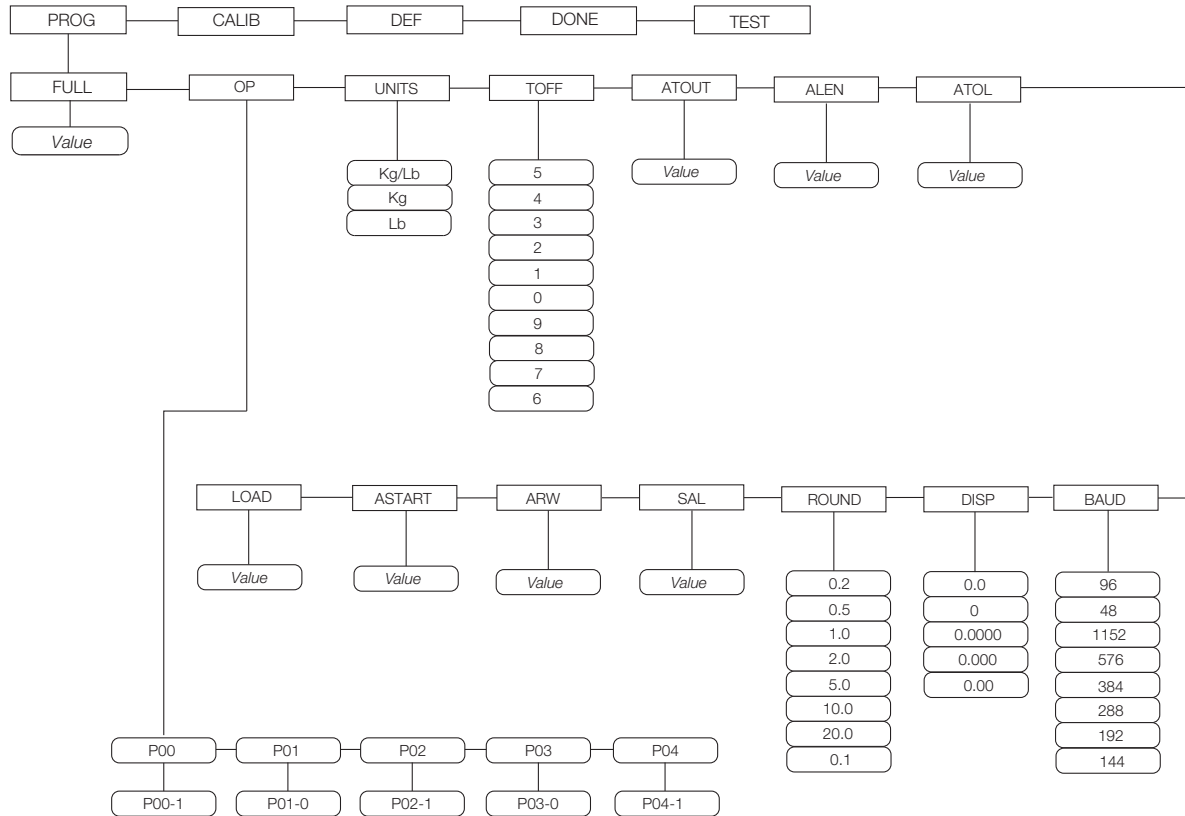 PROG CALIB DEF DONE TEST
FULL OP UNITS TOFF ATOUT ALEN ATOL
Value
Kg/Lb 5 Value Value Value
Kg 4
Lb 3
2
1
0
9
8
7
6
LOAD ASTART ARW SAL ROUND DISP BAUD
Value Value Value Value 0.2 0.0 96
0.5 0 48
1.0 0.0000 1152
2.0 0.000 576
5.0 0.00 384
10.0 288
20.0 192
0.1 144
P00 P01 P02 P03 P04
P00-1 P01-0 P02-1 P03-0 P04-1